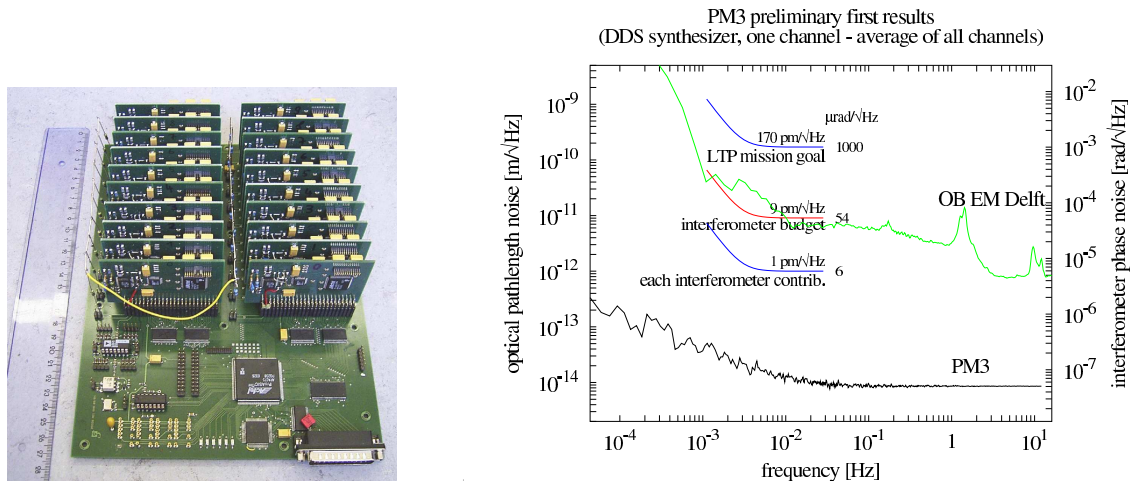 PM3 preliminary first results
(DDS synthesizer, one channel - average of all channels)
optical pathlength noise [m/√Hz]
10⁻⁹
10⁻¹⁰
10⁻¹¹
10⁻¹²
10⁻¹³
10⁻¹⁴
μrad/√Hz
170 pm/√Hz 1000
LTP mission goal
9 pm/√Hz 54
interferometer budget
1 pm/√Hz 6
each interferometer contrib.
OB EM Delft
PM3
10⁻²
10⁻³
10⁻⁴
10⁻⁵
10⁻⁶
10⁻⁷
interferometer phase noise [rad/√Hz]
10⁻⁴ 10⁻³ 10⁻² 10⁻¹ 1 10¹
frequency [Hz]